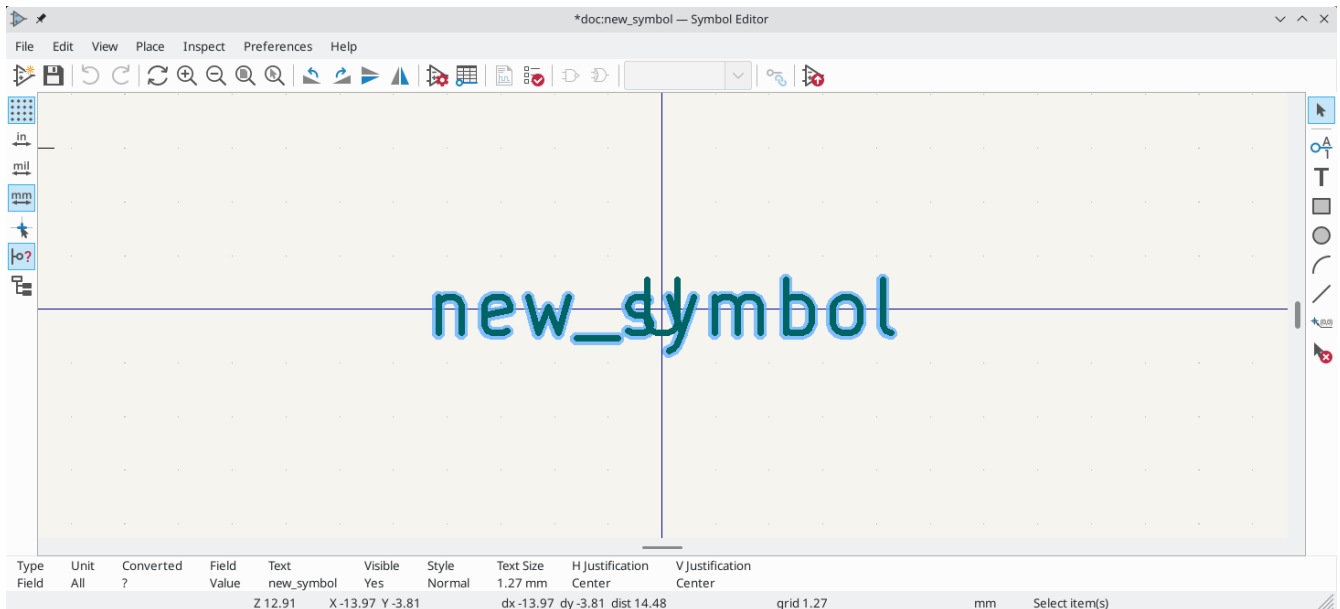 *doc:new_symbol — Symbol Editor
File Edit View Place Inspect Preferences Help
in
mil
mm
?
A
1
T
(0,0)
new_symbol
U
Type Unit Converted Field Text Visible Style Text Size H Justification V Justification
Field All ? Value new_symbol Yes Normal 1.27 mm Center Center
Z 12.91 X -13.97 Y -3.81 dx -13.97 dy -3.81 dist 14.48 grid 1.27 mm Select item(s)